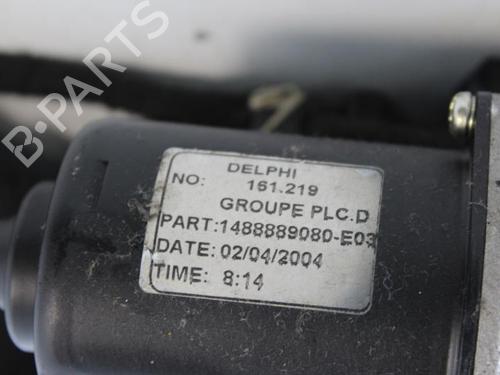 B-PARTS
DELPHI
NO: 161.219
GROUPE PLC.D
PART:1488889080-E03
DATE: 02/04/2004
TIME: 8:14